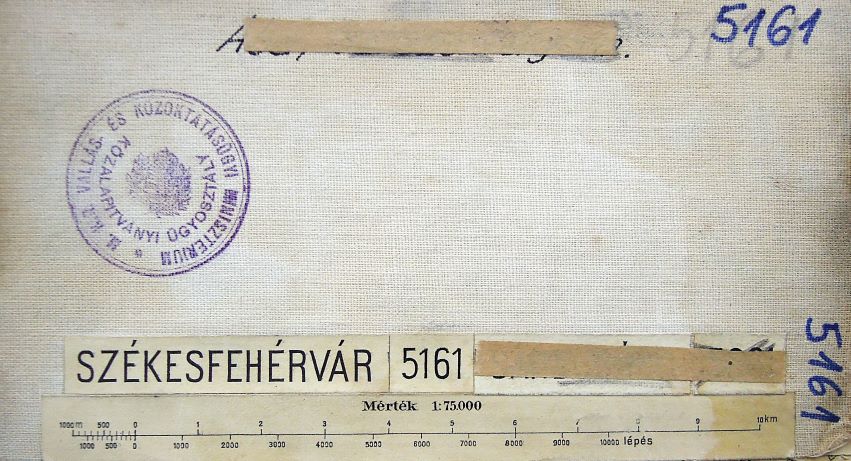 5161
M. KIR. VALLÁS- ÉS KÖZOKTATÁSÜGYI MINISZTERIUM
KÖZALAPITVÁNYI ÜGYOSZTÁLY
SZÉKESFEHÉRVÁR 5161
Mérték 1:75.000
1000m 500 0 1 2 3 4 5 6 7 8 9 10km
1000 500 0 1000 2000 3000 4000 5000 6000 7000 8000 9000 10000 lépés
5161